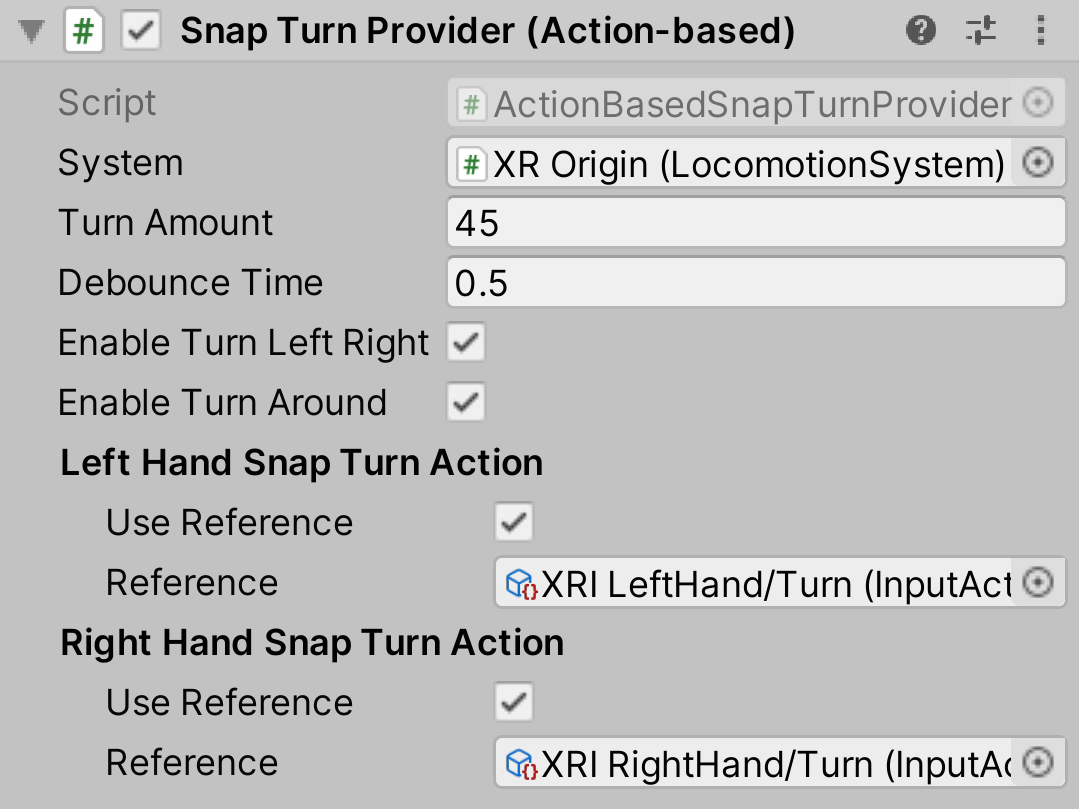 Snap Turn Provider (Action-based)
Script ActionBasedSnapTurnProvider
System XR Origin (LocomotionSystem)
Turn Amount 45
Debounce Time 0.5
Enable Turn Left Right
Enable Turn Around
Left Hand Snap Turn Action
Use Reference
Reference XRI LeftHand/Turn (InputAct
Right Hand Snap Turn Action
Use Reference
Reference XRI RightHand/Turn (InputAc